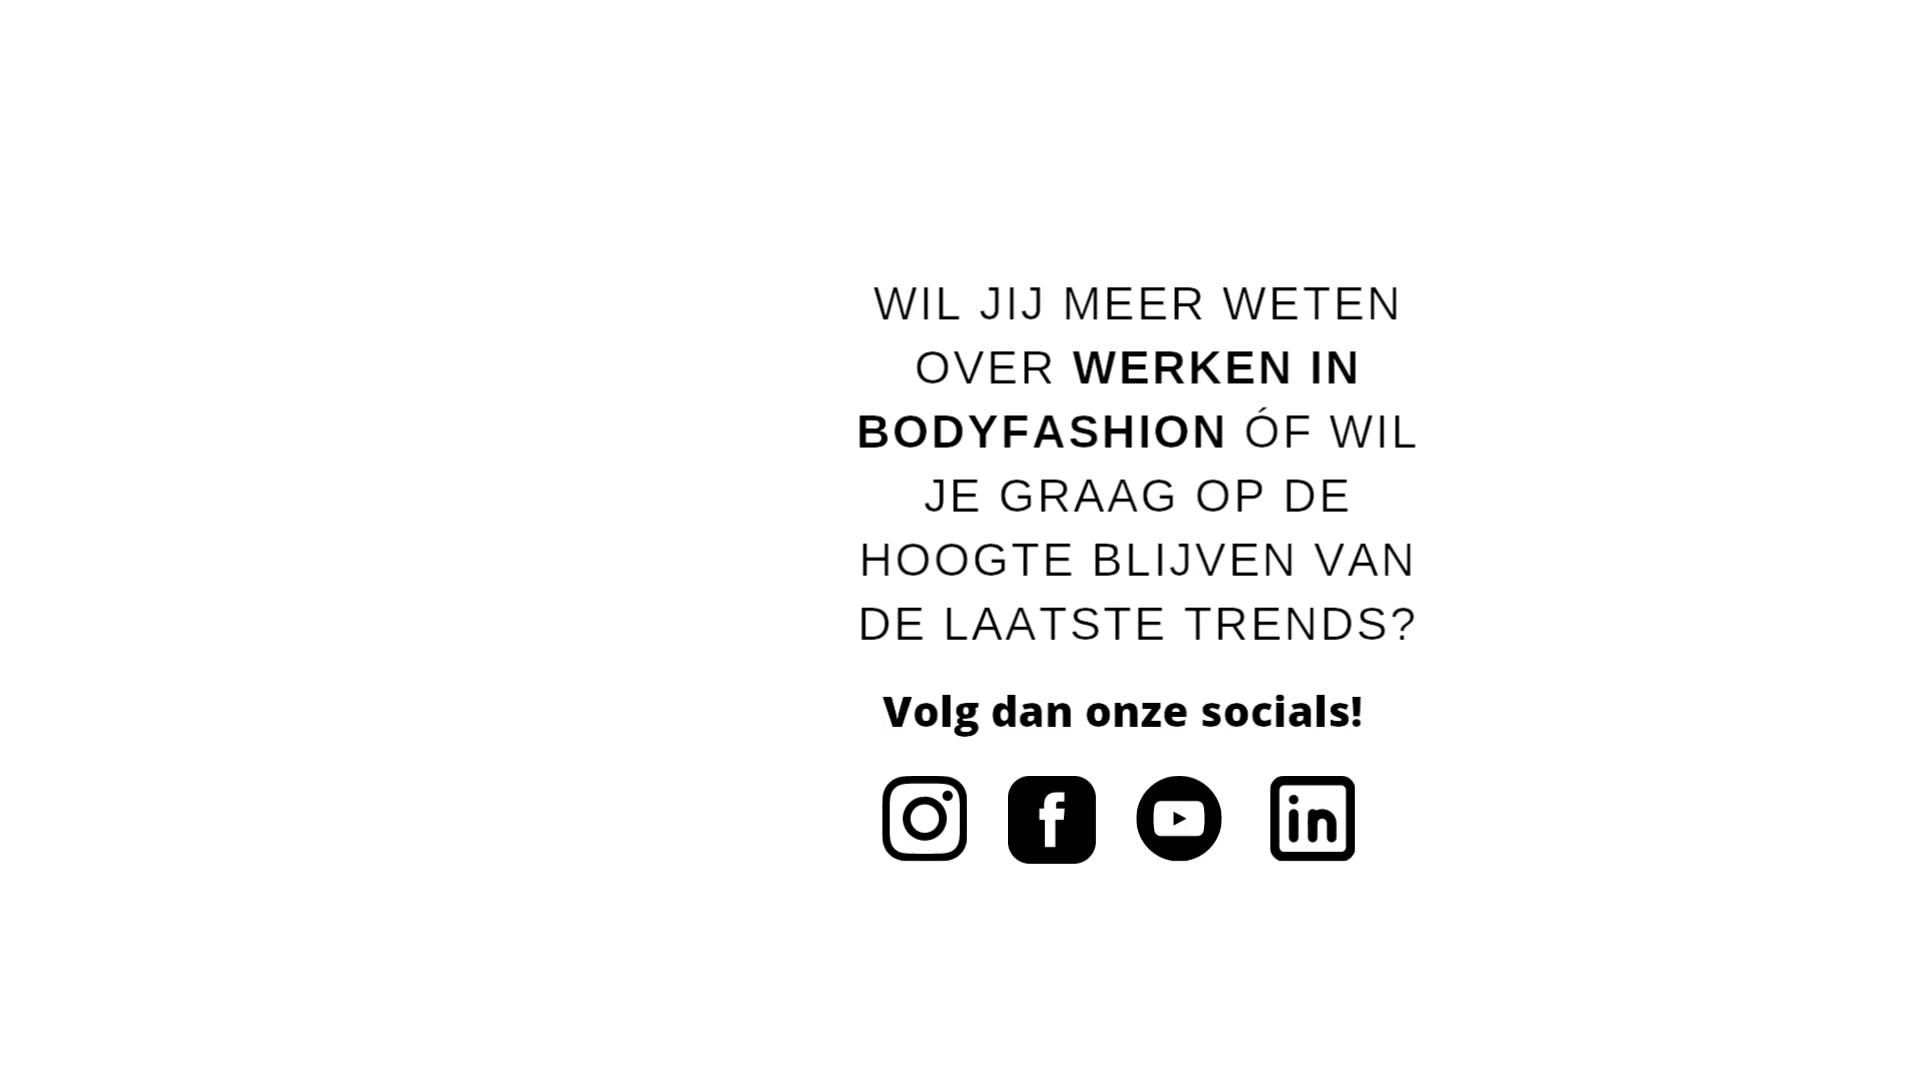 WIL JIJ MEER WETEN
OVER WERKEN IN
BODYFASHION ÓF WIL
JE GRAAG OP DE
HOOGTE BLIJVEN VAN
DE LAATSTE TRENDS?
Volg dan onze socials!